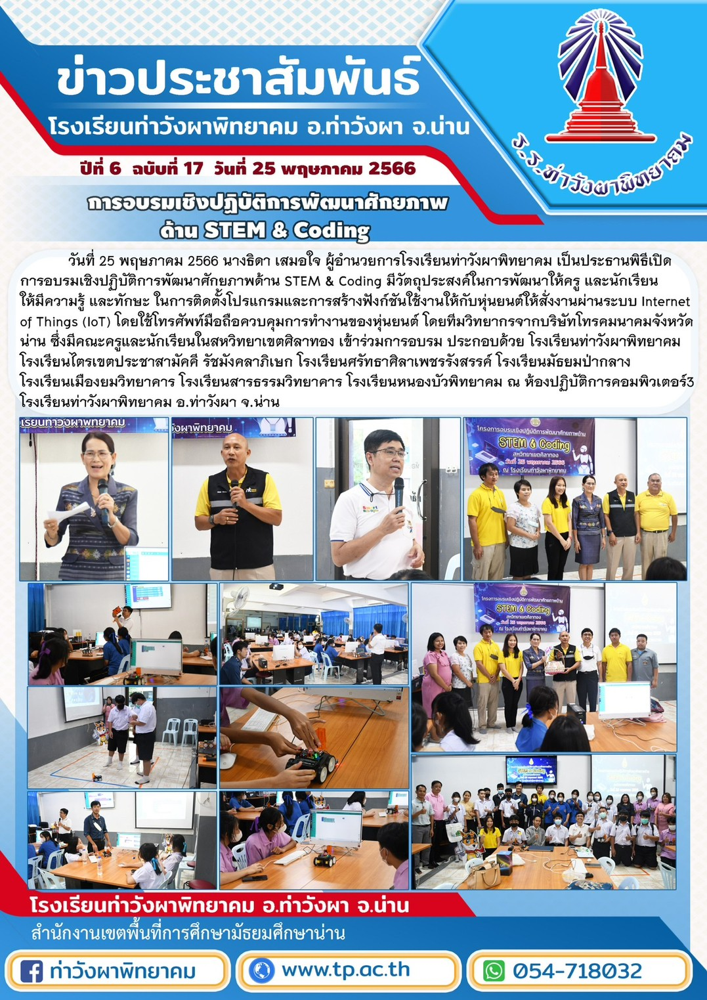 ข่าวประชาสัมพันธ์
โรงเรียนท่าวังผาพิทยาคม อ.ท่าวังผา จ.น่าน
ร.ร.ท่าวังผาพิทยาคม
ปีที่ 6 ฉบับที่ 17 วันที่ 25 พฤษภาคม 2566
การอบรมเชิงปฏิบัติการพัฒนาศักยภาพ
ด้าน STEM & Coding
วันที่ 25 พฤษภาคม 2566 นางธิดา เสมอใจ ผู้อำนวยการโรงเรียนท่าวังผาพิทยาคม เป็นประธานพิธีเปิด
การอบรมเชิงปฏิบัติการพัฒนาศักยภาพด้าน STEM & Coding มีวัตถุประสงค์ในการพัฒนาให้ครู และนักเรียน
ให้มีความรู้ และทักษะ ในการติดตั้งโปรแกรมและการสร้างฟังก์ชันใช้งานให้กับหุ่นยนต์ให้สั่งงานผ่านระบบ Internet
of Things (IoT) โดยใช้โทรศัพท์มือถือควบคุมการทำงานของหุ่นยนต์ โดยทีมวิทยากรจากบริษัทโทรคมนาคมจังหวัด
น่าน ซึ่งมีคณะครูและนักเรียนในสหวิทยาเขตศิลาทอง เข้าร่วมการอบรม ประกอบด้วย โรงเรียนท่าวังผาพิทยาคม
โรงเรียนไตรเขตประชาสามัคคี รัชมังคลาภิเษก โรงเรียนศรัทธาศิลาเพชรรังสรรค์ โรงเรียนมัธยมป่ากลาง
โรงเรียนเมืองยมวิทยาคาร โรงเรียนสารธรรมวิทยาคาร โรงเรียนหนองบัวพิทยาคม ณ ห้องปฏิบัติการคอมพิวเตอร์3
โรงเรียนท่าวังผาพิทยาคม อ.ท่าวังผา จ.น่าน
เรียนท่าวังผาพิทยาคม
วังผาพิทยาคม
nt
โครงการอบรมเชิงปฏิบัติการพัฒนาศักยภาพด้าน
STEM & Coding
สหวิทยาเขตศิลาทอง
วันที่ 25 พฤษภาคม 2566
ณ โรงเรียนท่าวังผาพิทยาคม
โครงการอบรมเชิงปฏิบัติการพัฒนาศักยภาพด้าน
STEM & Coding
สหวิทยาเขตศิลาทอง
วันที่ 25 พฤษภาคม 2566
ณ โรงเรียนท่าวังผาพิทยาคม
โรงเรียนท่าวังผาพิทยาคม อ.ท่าวังผา จ.น่าน
สำนักงานเขตพื้นที่การศึกษามัธยมศึกษาน่าน
ท่าวังผาพิทยาคม
www.tp.ac.th
054-718032